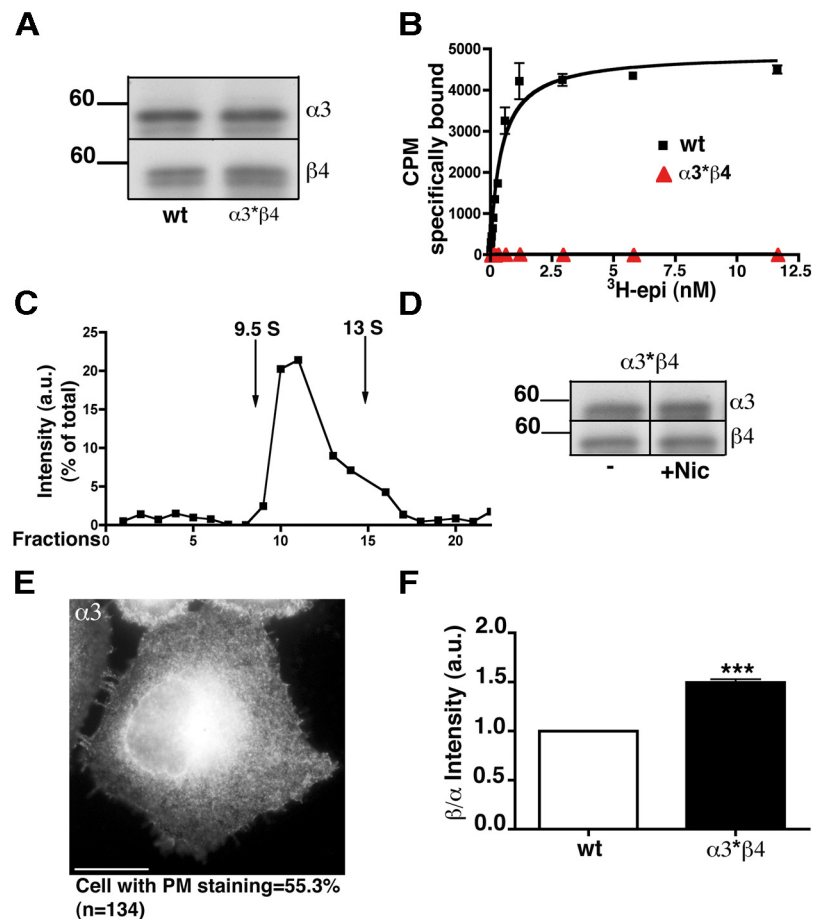 A
60
α3
60
β4
wt
α3*β4
B
CPM
specifically bound
5000
4000
3000
2000
1000
0
wt
α3*β4
0
2.5
5.0
7.5
10
12.5
³H-epi (nM)
C
Intensity (a.u.)
(% of total)
25
20
15
10
5
0
9.5 S
13 S
Fractions
0
5
10
15
20
D
α3*β4
60
α3
60
β4
-
+Nic
E
α3
Cell with PM staining=55.3%
(n=134)
F
β/α Intensity (a.u.)
2.0
1.5
1.0
0.5
0.0
***
wt
α3*β4